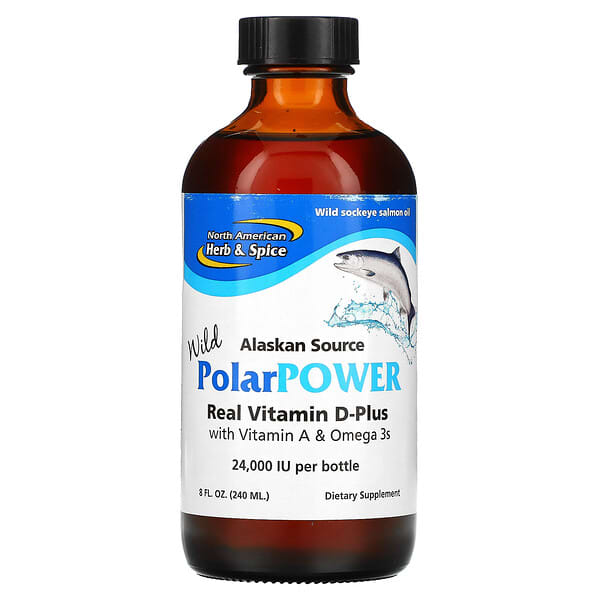 Wild sockeye salmon oil
North American
Herb & Spice
Wild
Alaskan Source
PolarPOWER
Real Vitamin D-Plus
with Vitamin A & Omega 3s
24,000 IU per bottle
8 FL. OZ. (240 ML.)
Dietary Supplement